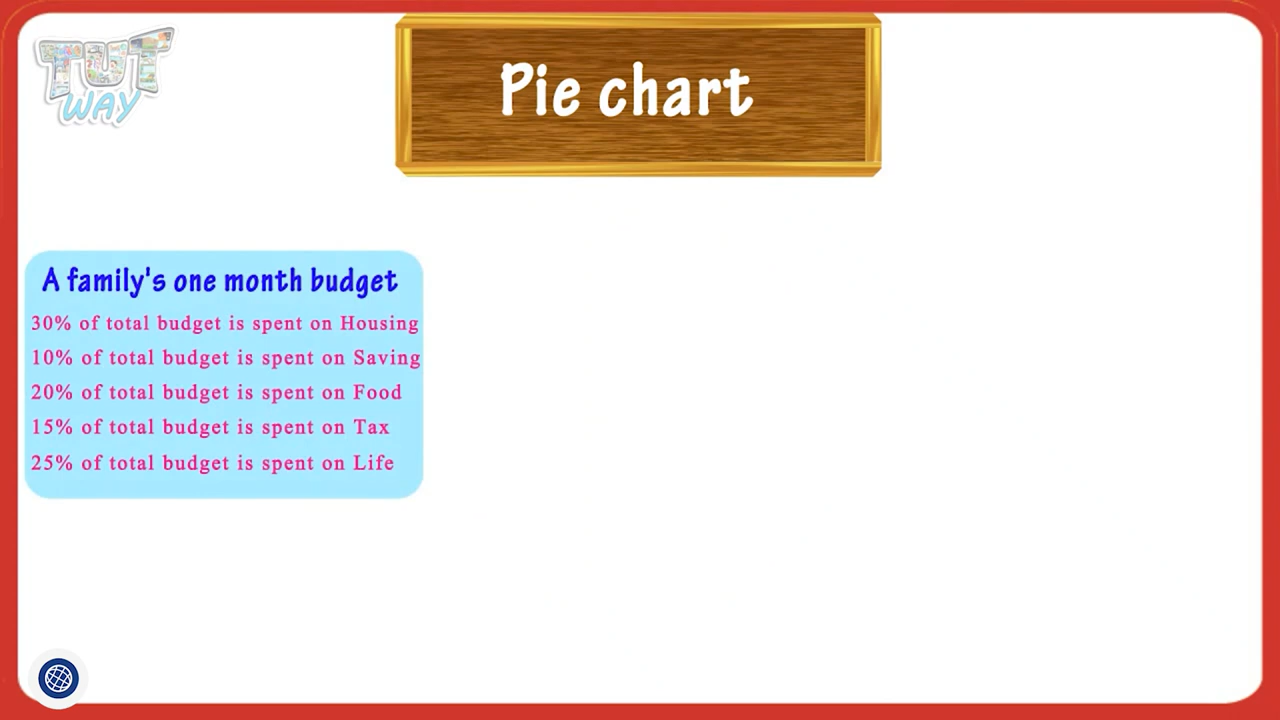 TUT
WAY
Pie chart
A family's one month budget
30% of total budget is spent on Housing
10% of total budget is spent on Saving
20% of total budget is spent on Food
15% of total budget is spent on Tax
25% of total budget is spent on Life